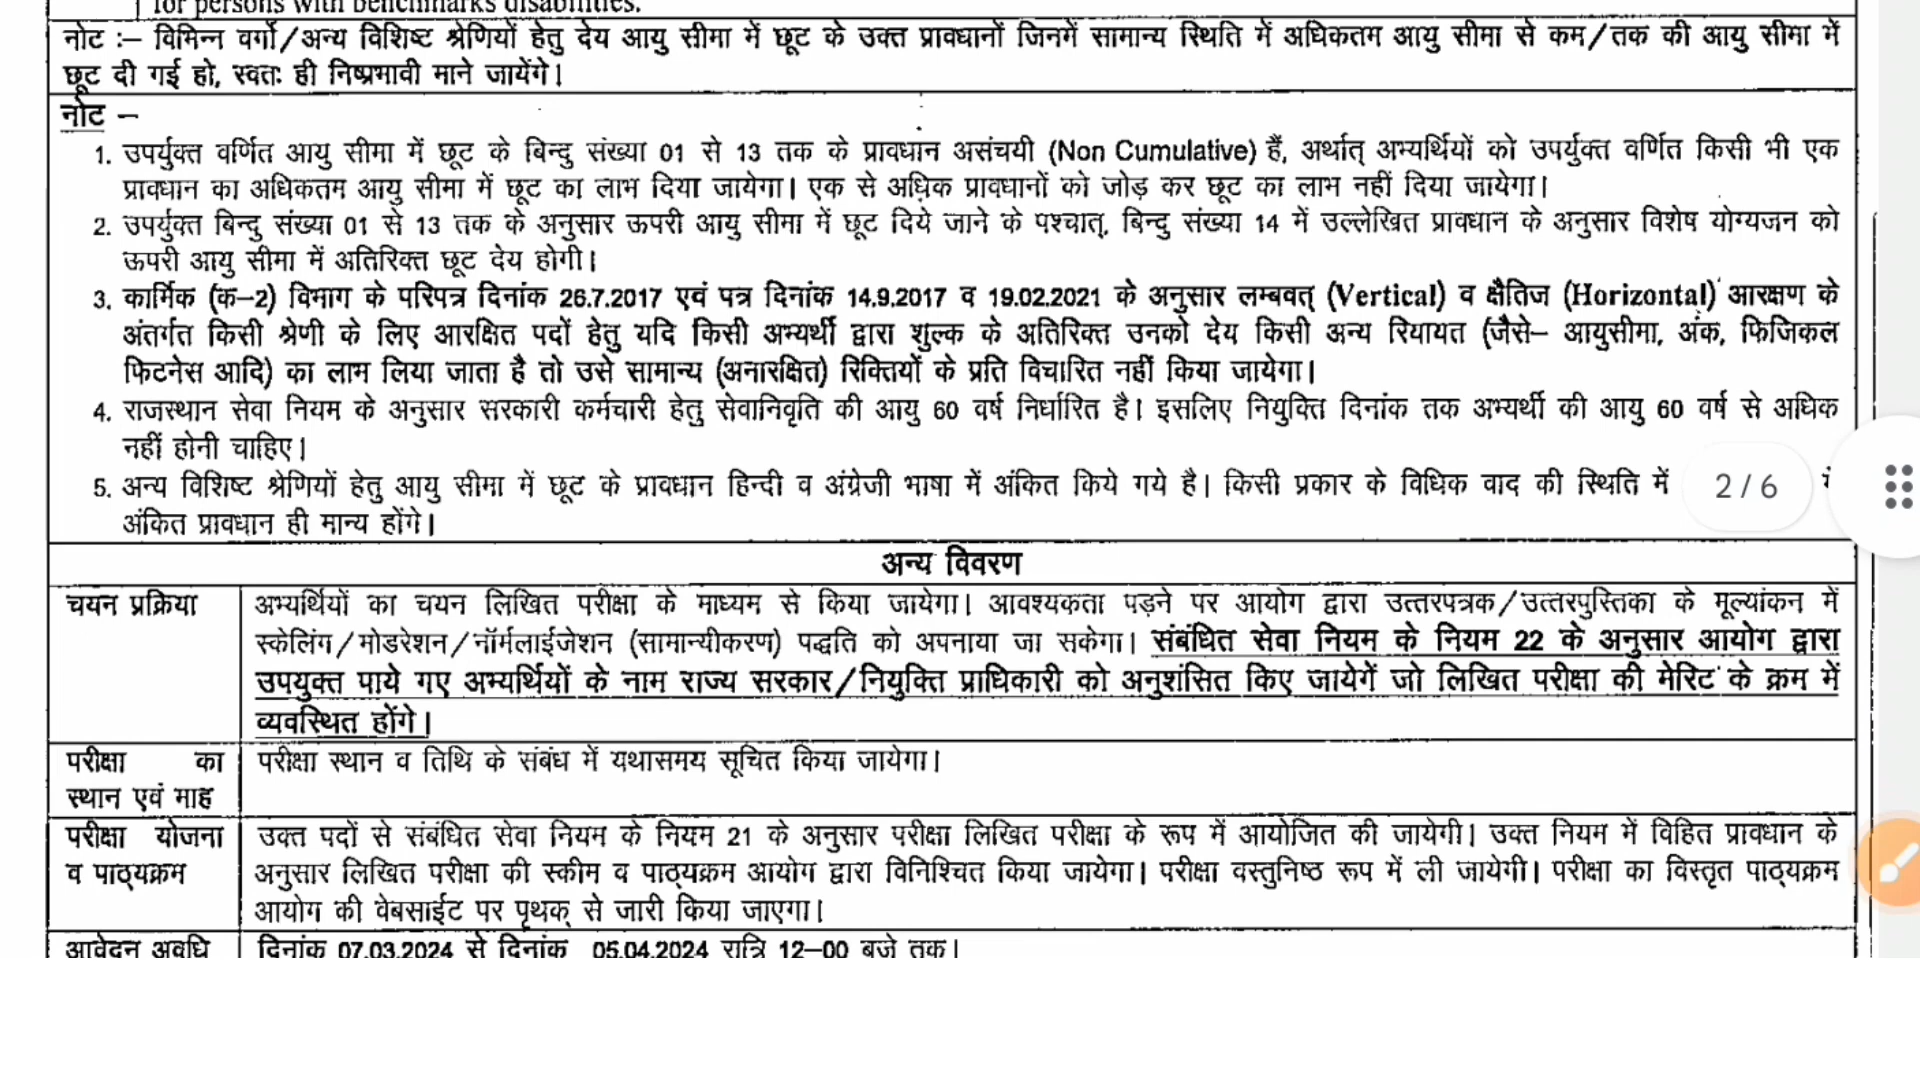 for persons with benchmarks disabilities.
नोट :– विभिन्न वर्गो/अन्य विशिष्ट श्रेणियों हेतु देय आयु सीमा में छूट के उक्त प्रावधानों जिनमें सामान्य स्थिति में अधिकतम आयु सीमा से कम/तक की आयु सीमा में
छूट दी गई हो, स्वतः ही निष्प्रभावी माने जायेंगे।
नोट –
1. उपर्युक्त वर्णित आयु सीमा में छूट के बिन्दु संख्या 01 से 13 तक के प्रावधान असंचयी (Non Cumulative) हैं, अर्थात् अभ्यर्थियों को उपर्युक्त वर्णित किसी भी एक
प्रावधान का अधिकतम आयु सीमा में छूट का लाभ दिया जायेगा। एक से अधिक प्रावधानों को जोड़ कर छूट का लाभ नहीं दिया जायेगा।
2. उपर्युक्त बिन्दु संख्या 01 से 13 तक के अनुसार ऊपरी आयु सीमा में छूट दिये जाने के पश्चात्, बिन्दु संख्या 14 में उल्लेखित प्रावधान के अनुसार विशेष योग्यजन को
ऊपरी आयु सीमा में अतिरिक्त छूट देय होगी।
3. कार्मिक (क–2) विभाग के परिपत्र दिनांक 26.7.2017 एवं पत्र दिनांक 14.9.2017 व 19.02.2021 के अनुसार लम्बवत् (Vertical) व क्षैतिज (Horizontal) आरक्षण के
अंतर्गत किसी श्रेणी के लिए आरक्षित पदों हेतु यदि किसी अभ्यर्थी द्वारा शुल्क के अतिरिक्त उनको देय किसी अन्य रियायत (जैसे– आयुसीमा, अंक, फिजिकल
फिटनेस आदि) का लाभ लिया जाता है तो उसे सामान्य (अनारक्षित) रिक्तियों के प्रति विचारित नहीं किया जायेगा।
4. राजस्थान सेवा नियम के अनुसार सरकारी कर्मचारी हेतु सेवानिवृति की आयु 60 वर्ष निर्धारित है। इसलिए नियुक्ति दिनांक तक अभ्यर्थी की आयु 60 वर्ष से अधिक
नहीं होनी चाहिए।
5. अन्य विशिष्ट श्रेणियों हेतु आयु सीमा में छूट के प्रावधान हिन्दी व अंग्रेजी भाषा में अंकित किये गये है। किसी प्रकार के विधिक वाद की स्थिति में 2 / 6
अंकित प्रावधान ही मान्य होंगे।
अन्य विवरण
चयन प्रक्रिया अभ्यर्थियों का चयन लिखित परीक्षा के माध्यम से किया जायेगा। आवश्यकता पड़ने पर आयोग द्वारा उत्तरपत्रक/उत्तरपुस्तिका के मूल्यांकन में
स्केलिंग/मोडरेशन/नॉर्मलाईजेशन (सामान्यीकरण) पद्धति को अपनाया जा सकेगा। संबंधित सेवा नियम के नियम 22 के अनुसार आयोग द्वारा
उपयुक्त पाये गए अभ्यर्थियों के नाम राज्य सरकार/नियुक्ति प्राधिकारी को अनुशंसित किए जायेगें जो लिखित परीक्षा की मेरिट के क्रम में
व्यवस्थित होंगे।
परीक्षा का परीक्षा स्थान व तिथि के संबंध में यथासमय सूचित किया जायेगा।
स्थान एवं माह
परीक्षा योजना उक्त पदों से संबंधित सेवा नियम के नियम 21 के अनुसार परीक्षा लिखित परीक्षा के रूप में आयोजित की जायेगी। उक्त नियम में विहित प्रावधान के
व पाठ्यक्रम अनुसार लिखित परीक्षा की स्कीम व पाठ्यक्रम आयोग द्वारा विनिश्चित किया जायेगा। परीक्षा वस्तुनिष्ठ रूप में ली जायेगी। परीक्षा का विस्तृत पाठ्यक्रम
आयोग की वेबसाईट पर पृथक् से जारी किया जाएगा।
आवेदन अवधि दिनांक 07.03.2024 से दिनांक 05.04.2024 रात्रि 12–00 बजे तक।